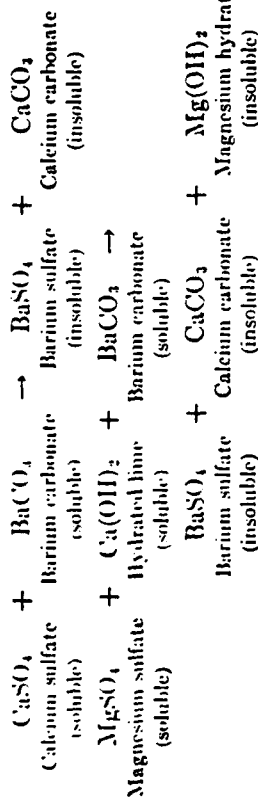 CaSO₄ + BaCO₃ → BaSO₄ + CaCO₃
Calcium sulfate Barium carbonate Barium sulfate Calcium carbonate
(soluble) (soluble) (insoluble) (insoluble)
MgSO₄ + Ca(OH)₂ + BaCO₃ →
Magnesium sulfate Hydrated lime Barium carbonate
(soluble) (soluble) (soluble)
BaSO₄ + CaCO₃ + Mg(OH)₂
Barium sulfate Calcium carbonate Magnesium hydrat
(insoluble) (insoluble) (insoluble)